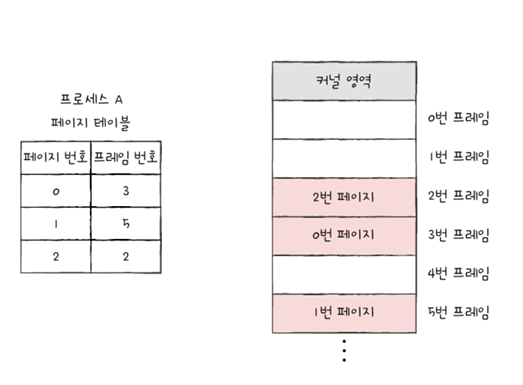 프로세스 A
페이지 테이블
페이지 번호 프레임 번호
0 3
1 5
2 2
커널 영역
0번 프레임
1번 프레임
2번 페이지 2번 프레임
0번 페이지 3번 프레임
4번 프레임
1번 페이지 5번 프레임